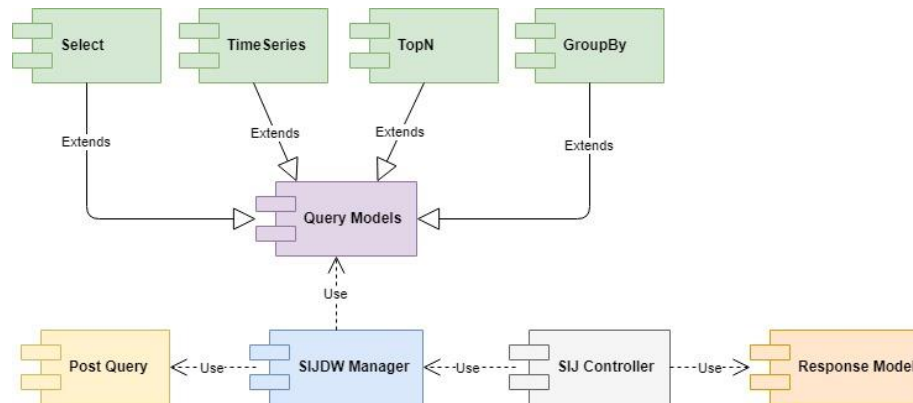 Select
TimeSeries
TopN
GroupBy
Extends
Extends
Extends
Extends
Query Models
Use
Post Query
Use
SIJDW Manager
Use
SIJ Controller
Use
Response Model